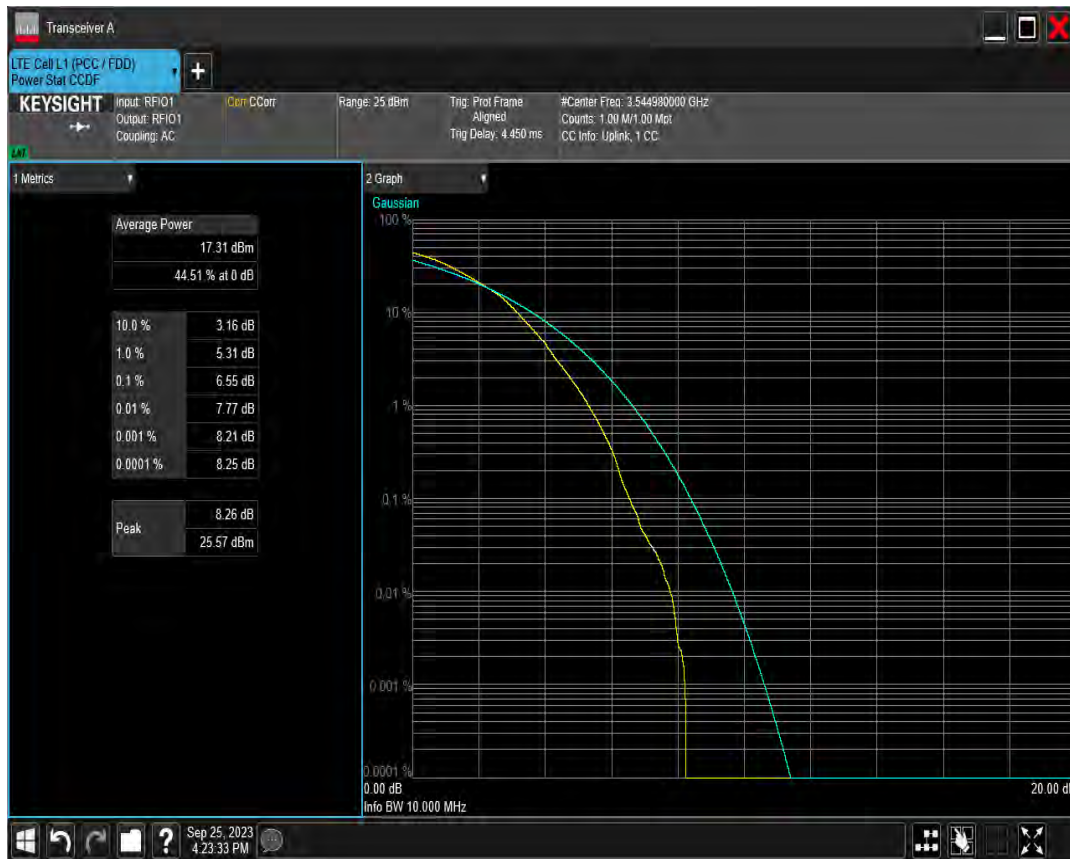 Transceiver A
LTE Cell L1 (PCC / FDD)
Power Stat CCDF
+
KEYSIGHT
Input: RFIO1
Output: RFIO1
Coupling: AC
Corr CCorr
Range: 25 dBm
Trig: Prot Frame
Aligned
Trig Delay: 4.450 ms
#Center Freq: 3.544980000 GHz
Counts: 1.00 M/1.00 Mpt
CC Info: Uplink, 1 CC
1 Metrics
Average Power
17.31 dBm
44.51 % at 0 dB
10.0 % 3.16 dB
1.0 % 5.31 dB
0.1 % 6.55 dB
0.01 % 7.77 dB
0.001 % 8.21 dB
0.0001 % 8.25 dB
Peak
8.26 dB
25.57 dBm
2 Graph
Gaussian
100 %
10 %
1 %
0.1 %
0.01 %
0.001 %
0.0001 %
0.00 dB
20.00 d
Info BW 10.000 MHz
?
Sep 25, 2023
4:23:33 PM